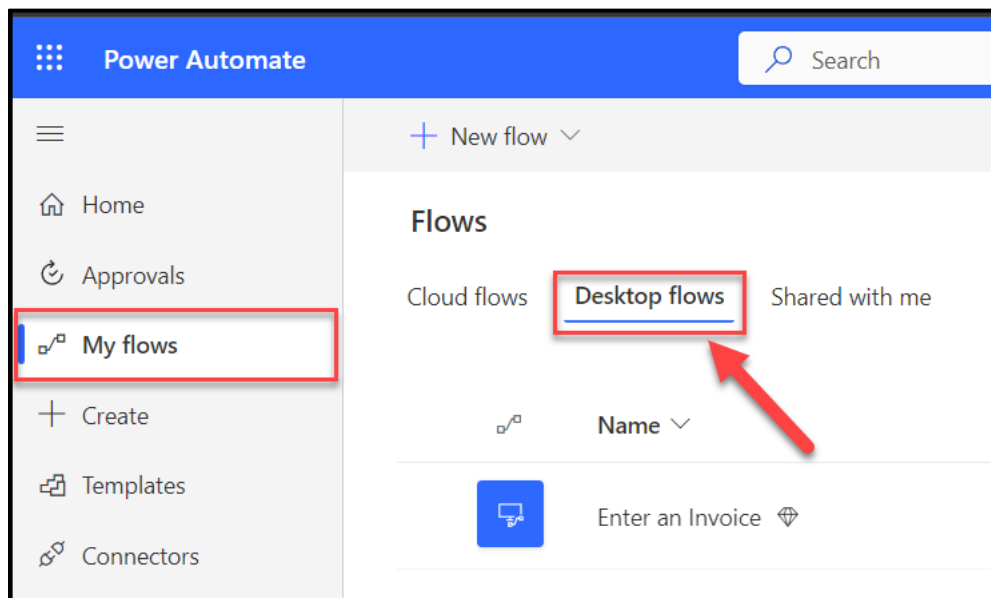 Power Automate
Search
New flow
Home
Flows
Approvals
Cloud flows Desktop flows Shared with me
My flows
Create
Name
Templates
Enter an Invoice
Connectors